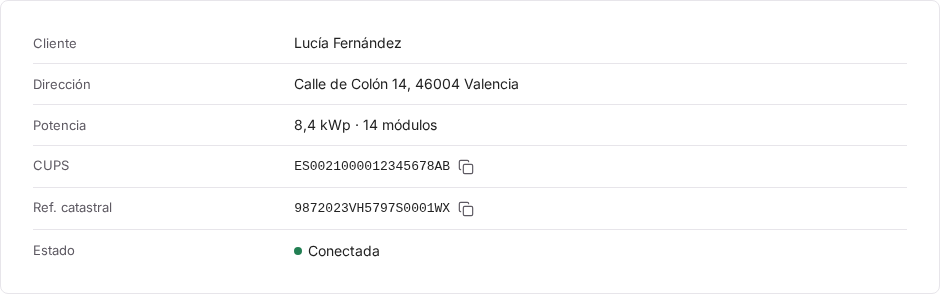 Cliente Lucía Fernández
Dirección Calle de Colón 14, 46004 Valencia
Potencia 8,4 kWp · 14 módulos
CUPS ES0021000012345678AB
Ref. catastral 9872023VH5797S0001WX
Estado Conectada